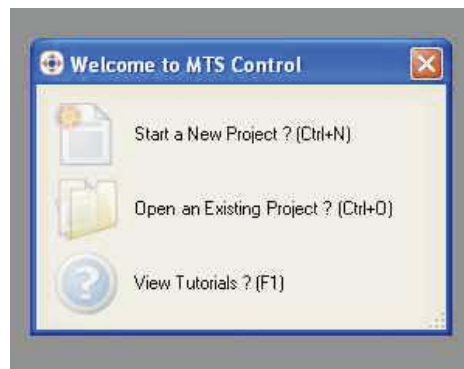 Welcome to MTS Control
Start a New Project ? (Ctrl+N)
Open an Existing Project ? (Ctrl+O)
View Tutorials ? (F1)